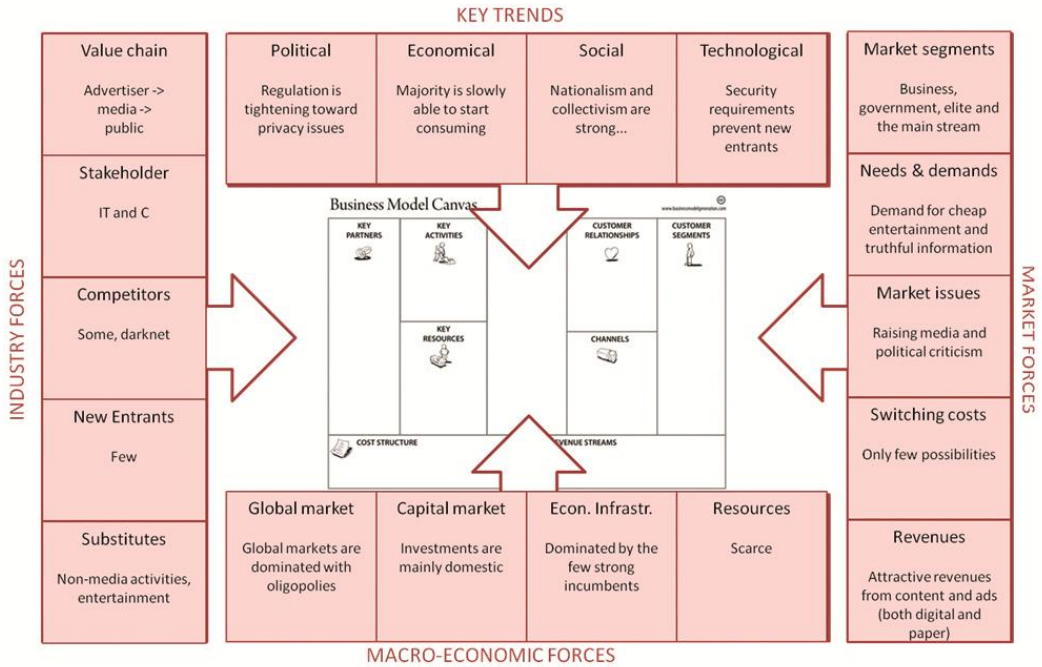 KEY TRENDS
Value chain
Advertiser ->
media ->
public
Stakeholder
IT and C
Competitors
Some, darknet
New Entrants
Few
Substitutes
Non-media activities,
entertainment
INDUSTRY FORCES
Political
Regulation is
tightening toward
privacy issues
Economical
Majority is slowly
able to start
consuming
Social
Nationalism and
collectivism are
strong...
Technological
Security
requirements
prevent new
entrants
Business Model Canvas
www.businessmodelgeneration.com
KEY
PARTNERS
KEY
ACTIVITIES
KEY
RESOURCES
CUSTOMER
RELATIONSHIPS
CHANNELS
CUSTOMER
SEGMENTS
COST STRUCTURE
EVENUE STREAMS
Global market
Global markets are
dominated with
oligopolies
Capital market
Investments are
mainly domestic
Econ. Infrastr.
Dominated by the
few strong
incumbents
Resources
Scarce
MACRO-ECONOMIC FORCES
Market segments
Business,
government, elite and
the main stream
Needs & demands
Demand for cheap
entertainment and
truthful information
Market issues
Raising media and
political criticism
Switching costs
Only few possibilities
Revenues
Attractive revenues
from content and ads
(both digital and
paper)
MARKET FORCES